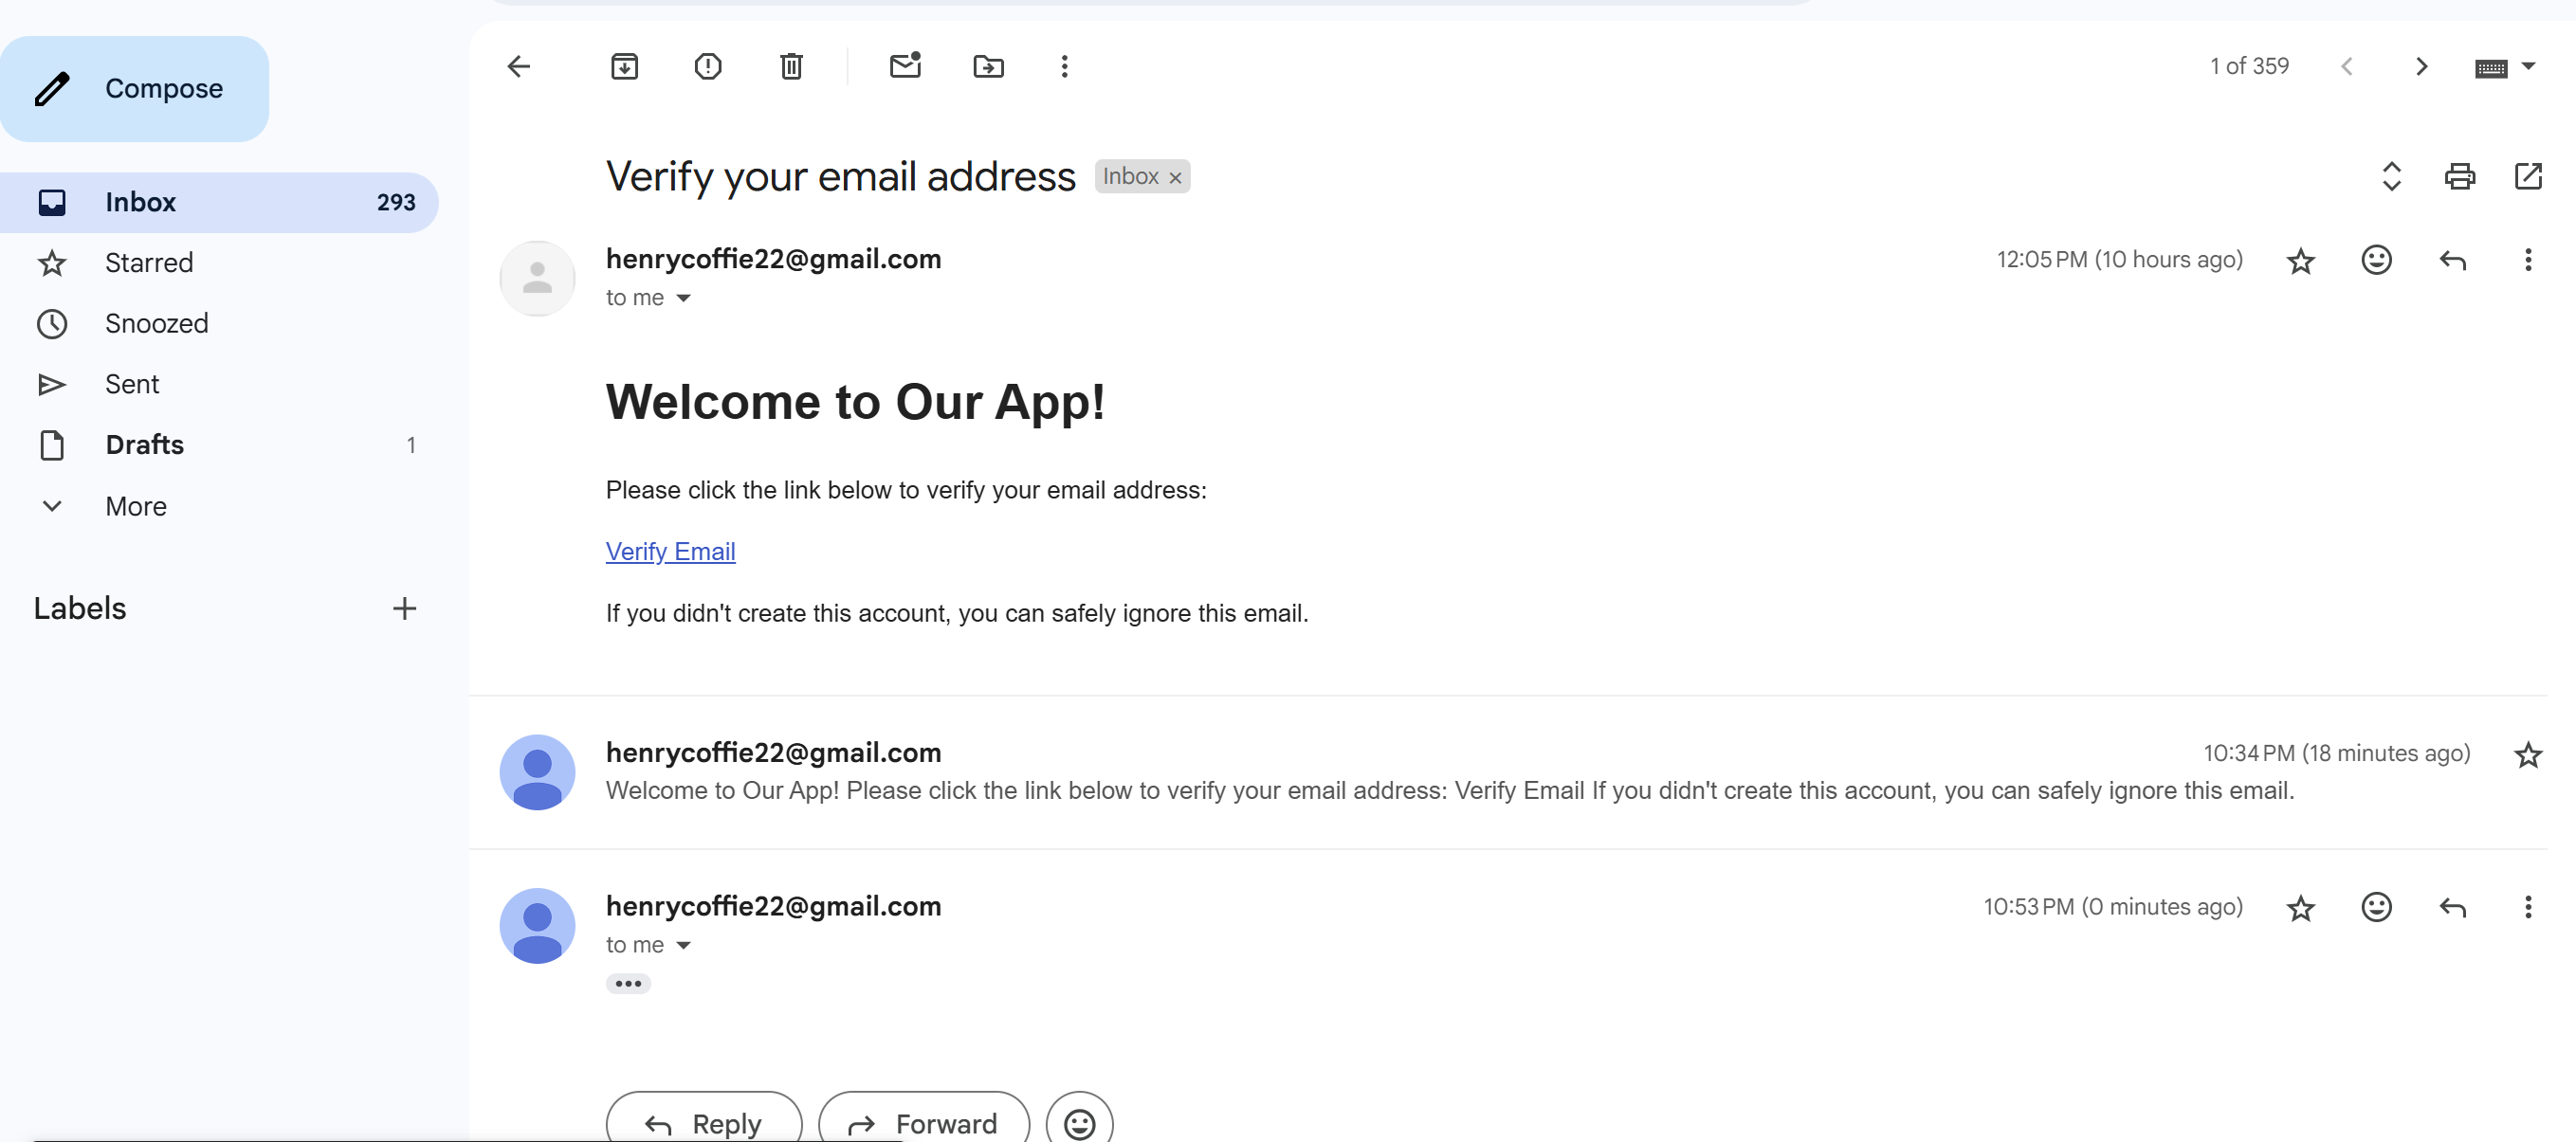 Compose
Inbox 293
Starred
Snoozed
Sent
Drafts 1
More
Labels
1 of 359
Verify your email address Inbox ×
henrycoffie22@gmail.com 12:05 PM (10 hours ago)
to me
Welcome to Our App!
Please click the link below to verify your email address:
Verify Email
If you didn't create this account, you can safely ignore this email.
henrycoffie22@gmail.com 10:34 PM (18 minutes ago)
Welcome to Our App! Please click the link below to verify your email address: Verify Email If you didn't create this account, you can safely ignore this email.
henrycoffie22@gmail.com 10:53 PM (0 minutes ago)
to me
Reply Forward